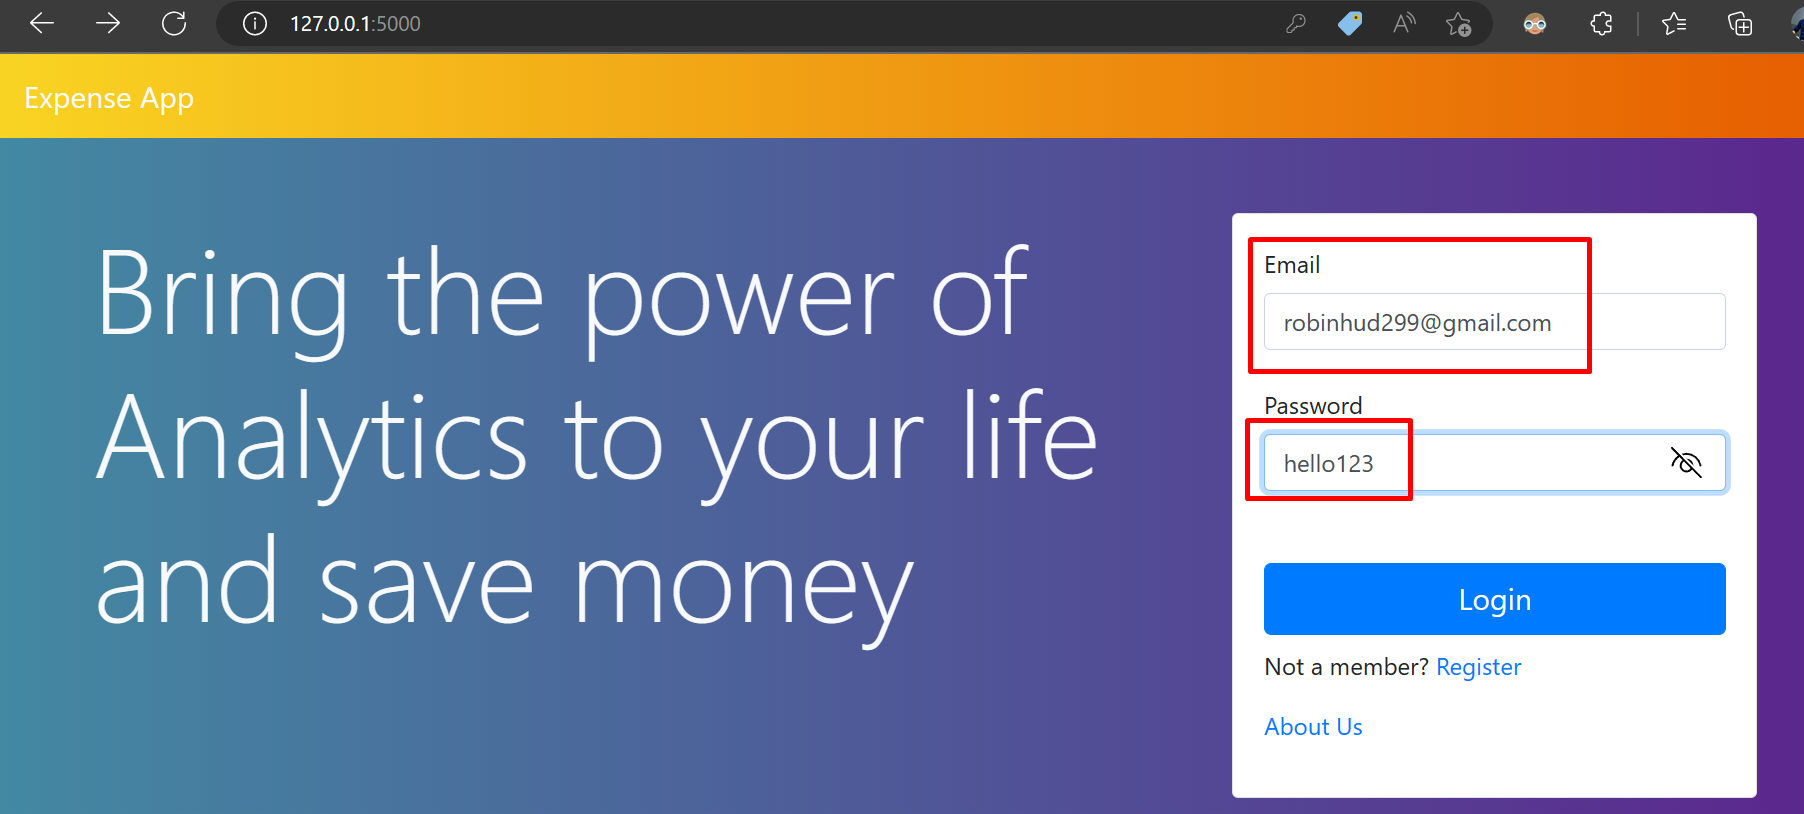 127.0.0.1:5000
Expense App
Bring the power of
Analytics to your life
and save money
Email
robinhud299@gmail.com
Password
hello123
Login
Not a member? Register
About Us